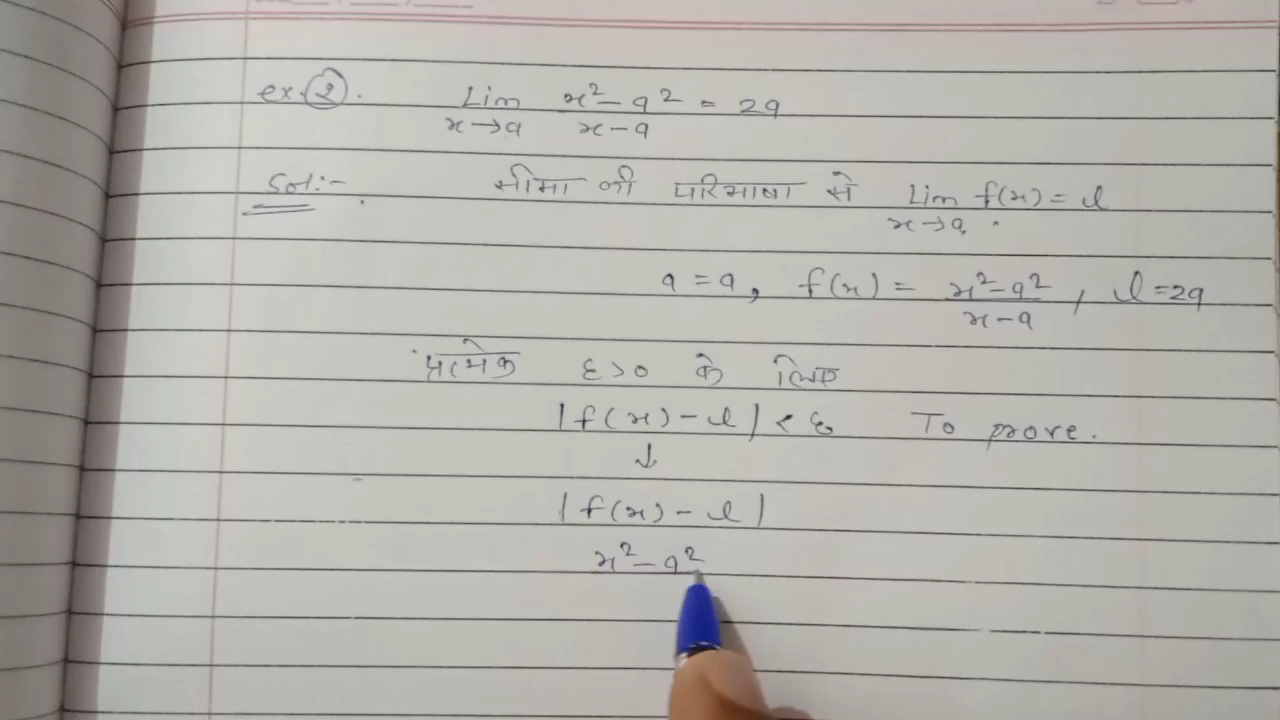 ex. 2. Lim x→a x²-a² / x-a = 2a
Sol:- सीमा की परिभाषा से Lim x→a f(x) = l
a = a, f(x) = x²-a² / x-a, l = 2a
प्रत्येक ε>0 के लिए
|f(x) - l| < ε To prove.
↓
|f(x) - l|
x²-a²